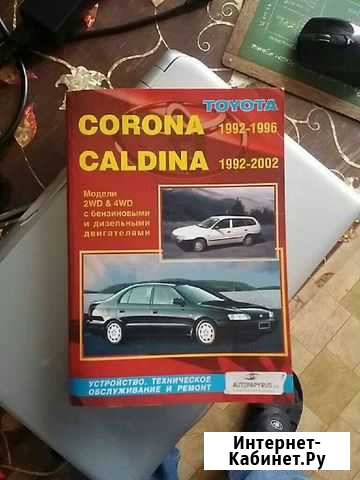 TOYOTA
CORONA 1992-1996
CALDINA 1992-2002
Модели
2WD & 4WD
с бензиновыми
и дизельными
двигателями
УСТРОЙСТВО, ТЕХНИЧЕСКОЕ
ОБСЛУЖИВАНИЕ И РЕМОНТ
AUTOPAPYRUS
Интернет-
Кабинет.Ру